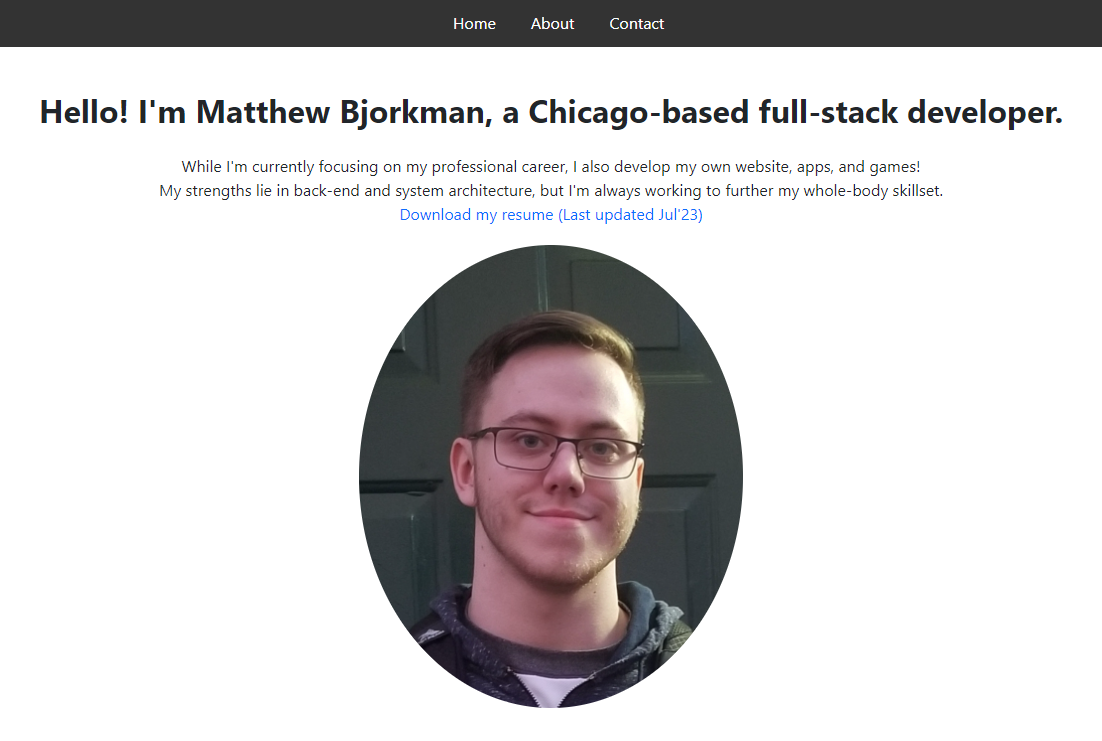 Home About Contact
Hello! I'm Matthew Bjorkman, a Chicago-based full-stack developer.
While I'm currently focusing on my professional career, I also develop my own website, apps, and games!
My strengths lie in back-end and system architecture, but I'm always working to further my whole-body skillset.
Download my resume (Last updated Jul'23)